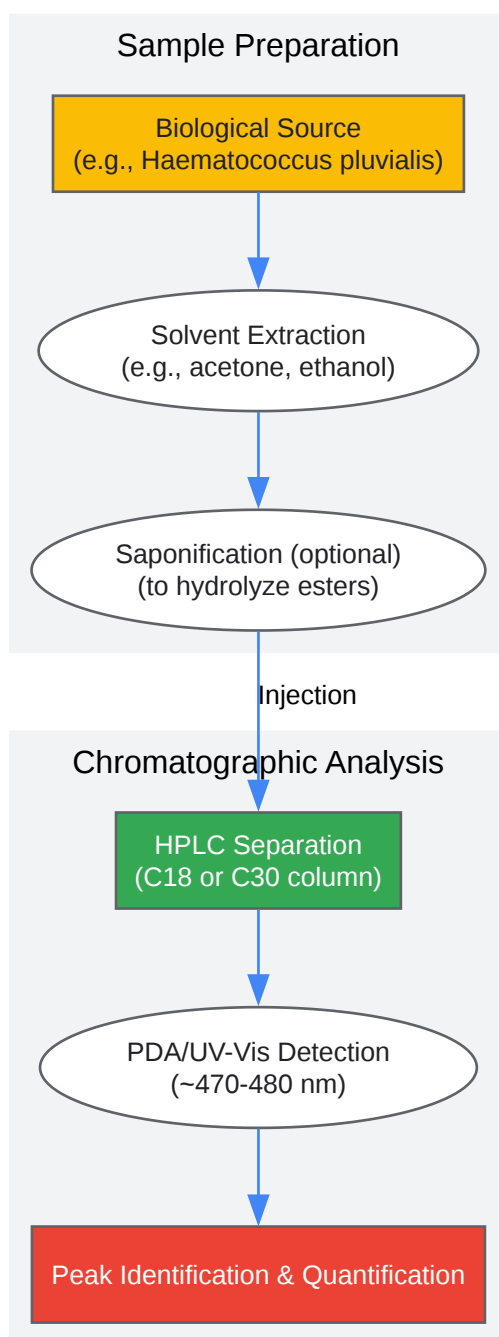 Sample Preparation
Biological Source
(e.g., Haematococcus pluvialis)
Solvent Extraction
(e.g., acetone, ethanol)
Saponification (optional)
(to hydrolyze esters)
Injection
Chromatographic Analysis
HPLC Separation
(C18 or C30 column)
PDA/UV-Vis Detection
(~470-480 nm)
Peak Identification & Quantification